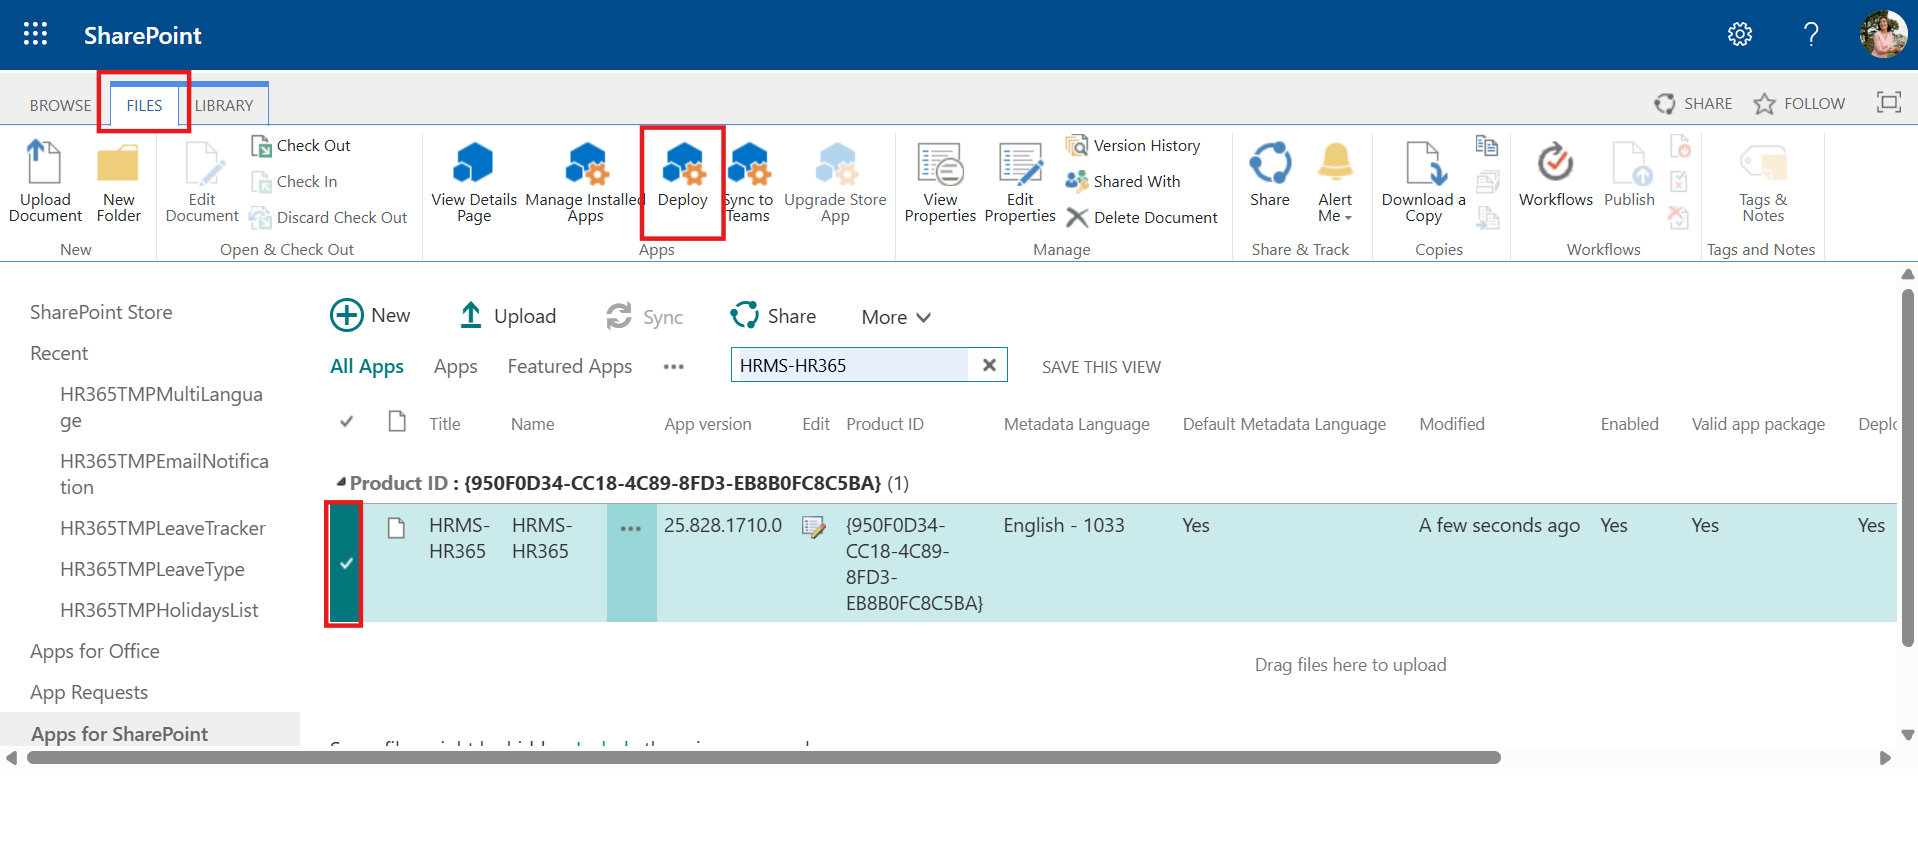 SharePoint
BROWSE
FILES
LIBRARY
SHARE
FOLLOW
Upload
Document
New
Folder
New
Edit
Document
Check Out
Check In
Discard Check Out
Open & Check Out
View Details
Page
Manage Installed
Apps
Deploy
Sync to
Teams
Upgrade Store
App
Apps
View
Properties
Edit
Properties
Version History
Shared With
Delete Document
Manage
Share
Alert
Me
Share & Track
Download a
Copy
Copies
Workflows
Publish
Workflows
Tags &
Notes
Tags and Notes
SharePoint Store
Recent
HR365TMPMultiLangua
ge
HR365TMPEmailNotifica
tion
HR365TMPLeaveTracker
HR365TMPLeaveType
HR365TMPHolidaysList
Apps for Office
App Requests
Apps for SharePoint
New
Upload
Sync
Share
More
All Apps
Apps
Featured Apps
HRMS-HR365
SAVE THIS VIEW
Title
Name
App version
Edit
Product ID
Metadata Language
Default Metadata Language
Modified
Enabled
Valid app package
Deplo
Product ID : {950F0D34-CC18-4C89-8FD3-EB8B0FC8C5BA} (1)
HRMS-
HR365
HRMS-
HR365
25.828.1710.0
{950F0D34-
CC18-4C89-
8FD3-
EB8B0FC8C5BA}
English - 1033
Yes
A few seconds ago
Yes
Yes
Yes
Drag files here to upload